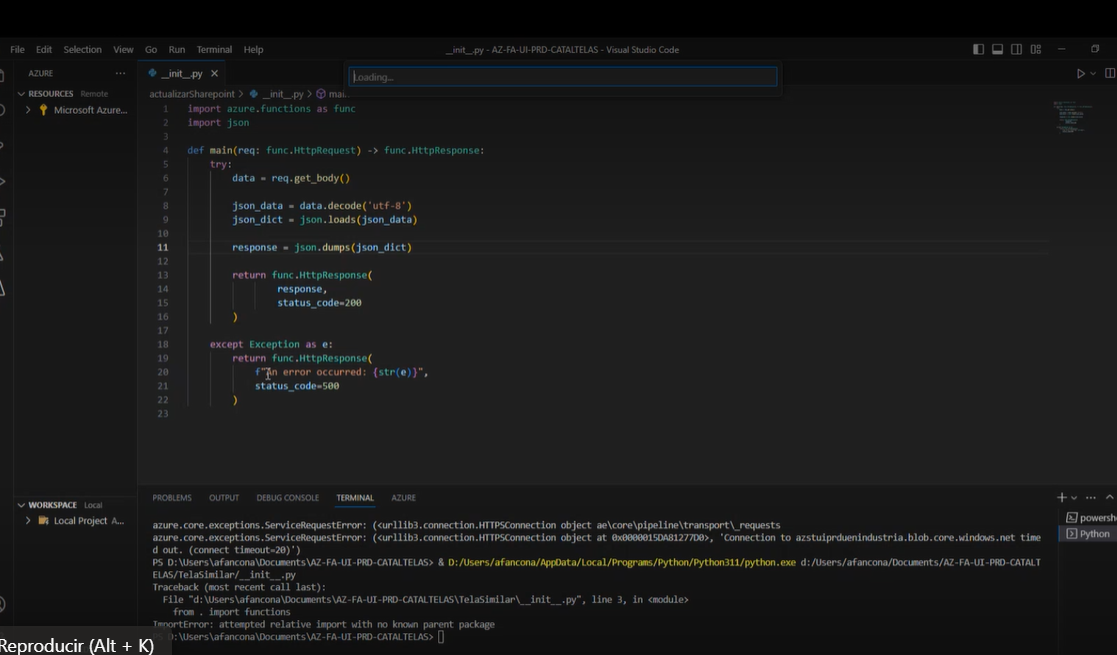 File Edit Selection View Go Run Terminal Help
__init__.py - AZ-FA-UI-PRD-CATALTELAS - Visual Studio Code
Loading...
AZURE ...
RESOURCES Remote
Microsoft Azure...
__init__.py
actualizarSharepoint > __init__.py > main
1 import azure.functions as func
2 import json
3
4 def main(req: func.HttpRequest) -> func.HttpResponse:
5 try:
6 data = req.get_body()
7
8 json_data = data.decode('utf-8')
9 json_dict = json.loads(json_data)
10
11 response = json.dumps(json_dict)
12
13 return func.HttpResponse(
14 response,
15 status_code=200
16 )
17
18 except Exception as e:
19 return func.HttpResponse(
20 f"An error occurred: {str(e)}",
21 status_code=500
22 )
23
WORKSPACE Local
Local Project A...
PROBLEMS OUTPUT DEBUG CONSOLE TERMINAL AZURE
azure.core.exceptions.ServiceRequestError: (<urllib3.connection.HTTPSConnection object ae\core\pipeline\transport\_requests
azure.core.exceptions.ServiceRequestError: (<urllib3.connection.HTTPSConnection object at 0x0000015DA81277D0>, 'Connection to azstuiprduenindustria.blob.core.windows.net time
d out. (connect timeout=20)')
PS D:\Users\afancona\Documents\AZ-FA-UI-PRD-CATALTELAS> & D:/Users/afancona/AppData/Local/Programs/Python/Python311/python.exe d:/Users/afancona/Documents/AZ-FA-UI-PRD-CATALT
ELAS/TelaSimilar/__init__.py
Traceback (most recent call last):
File "d:\Users\afancona\Documents\AZ-FA-UI-PRD-CATALTELAS\TelaSimilar\__init__.py", line 3, in <module>
from . import functions
ImportError: attempted relative import with no known parent package
PS D:\Users\afancona\Documents\AZ-FA-UI-PRD-CATALTELAS>
powersh
Python
Reproducir (Alt + K)